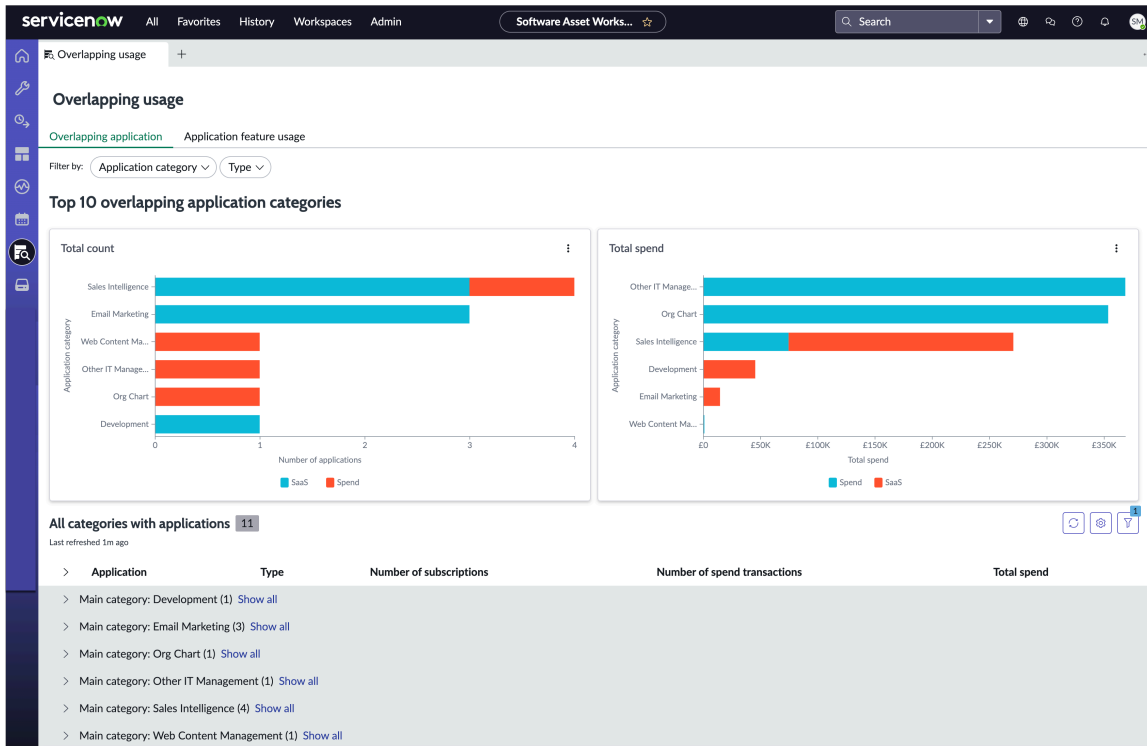 servicenow All Favorites History Workspaces Admin Software Asset Works... Search SM
Overlapping usage
Overlapping usage
Overlapping application Application feature usage
Filter by: Application category Type
Top 10 overlapping application categories
Total count
Application category
Sales Intelligence
Email Marketing
Web Content Ma...
Other IT Manage...
Org Chart
Development
0 1 2 3 4
Number of applications
SaaS Spend
Total spend
Application category
Other IT Manage...
Org Chart
Sales Intelligence
Development
Email Marketing
Web Content Ma...
£0 £50K £100K £150K £200K £250K £300K £350K
Total spend
Spend SaaS
All categories with applications 11
1
Last refreshed 1m ago
Application Type Number of subscriptions Number of spend transactions Total spend
Main category: Development (1) Show all
Main category: Email Marketing (3) Show all
Main category: Org Chart (1) Show all
Main category: Other IT Management (1) Show all
Main category: Sales Intelligence (4) Show all
Main category: Web Content Management (1) Show all